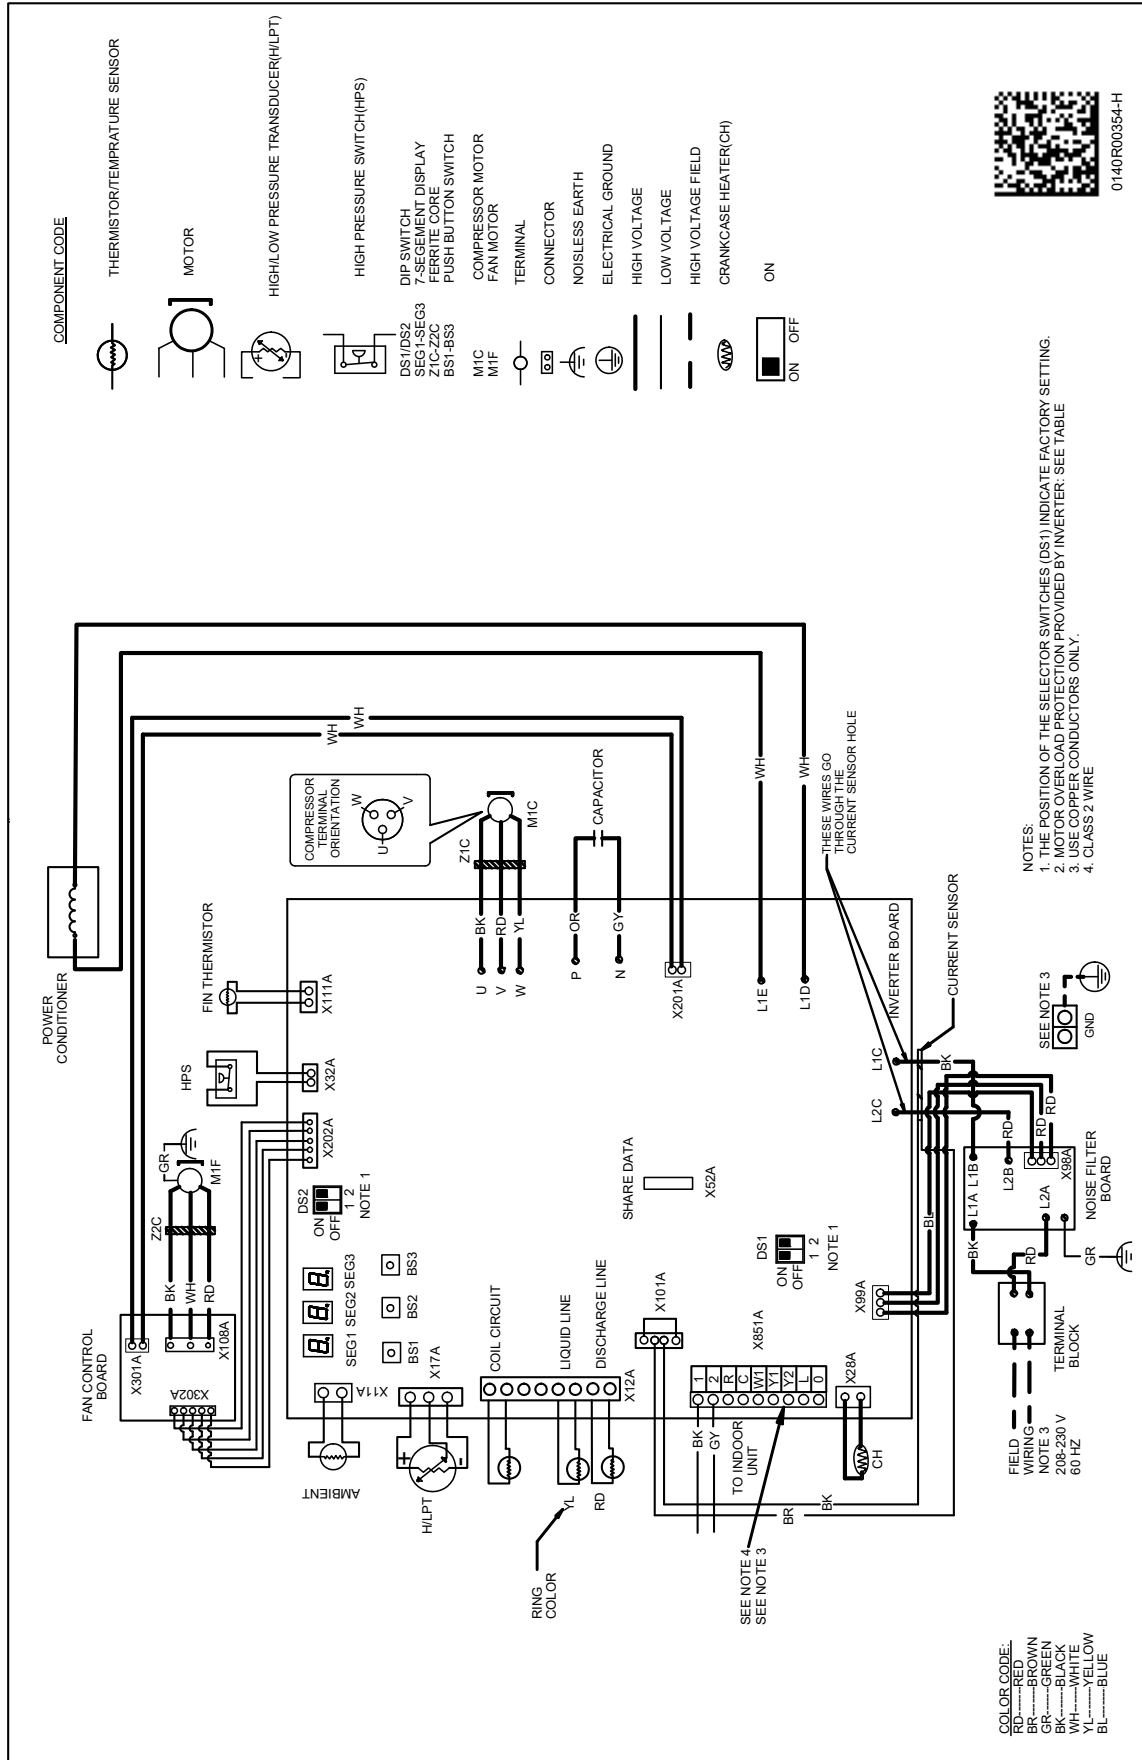 COMPONENT CODE
THERMISTOR/TEMPRATURE SENSOR
MOTOR
HIGH/LOW PRESSURE TRANSDUCER(H/LPT)
+
-
HIGH PRESSURE SWITCH(HPS)
DS1/DS2 DIP SWITCH
SEG1-SEG3 7-SEGEMENT DISPLAY
Z1C-Z2C FERRITE CORE
BS1-BS3 PUSH BUTTON SWITCH
M1C COMPRESSOR MOTOR
M1F FAN MOTOR
TERMINAL
CONNECTOR
NOISLESS EARTH
ELECTRICAL GROUND
HIGH VOLTAGE
LOW VOLTAGE
HIGH VOLTAGE FIELD
CRANKCASE HEATER(CH)
ON
ON OFF
0140R00354-H
POWER
CONDITIONER
FAN CONTROL
BOARD
X301A
X302A
X108A
BK
WH
RD
Z2C
GR
M1F
HPS
FIN THERMISTOR
X202A
X32A
X111A
WH
WH
COMPRESSOR
TERMINAL
ORIENTATION
U
W
V
Z1C
M1C
U BK
V RD
W YL
P OR
N GY
CAPACITOR
X201A
L1E WH
L1D WH
THESE WIRES GO
THROUGH THE
CURRENT SENSOR HOLE
INVERTER BOARD
CURRENT SENSOR
L2C
L1C
BK
AMBIENT
X11A
SEG1 SEG2 SEG3
BS1
BS2
BS3
DS2
ON
OFF
1 2
NOTE 1
H/LPT
+
-
X17A
COIL CIRCUIT
LIQUID LINE
DISCHARGE LINE
X12A
RING
COLOR
YL
RD
SHARE DATA
X52A
X101A
DS1
ON
OFF
1 2
NOTE 1
BK
GY
TO INDOOR
UNIT
1
2
R
C
W1
Y1
Y2
L
0
X851A
SEE NOTE 4
SEE NOTE 3
BR
BK
X28A
CH
X99A
BL
FIELD
WIRING
NOTE 3
208-230 V
60 HZ
TERMINAL
BLOCK
BK
RD
GR
L1A
L1B
L2B
L2A
X98A
RD
RD
RD
NOISE FILTER
BOARD
SEE NOTE 3
GND
NOTES:
1. THE POSITION OF THE SELECTOR SWITCHES (DS1) INDICATE FACTORY SETTING.
2. MOTOR OVERLOAD PROTECTION PROVIDED BY INVERTER: SEE TABLE
3. USE COPPER CONDUCTORS ONLY.
4. CLASS 2 WIRE
COLOR CODE:
RD------RED
BR------BROWN
GR------GREEN
BK------BLACK
WH------WHITE
YL------YELLOW
BL------BLUE